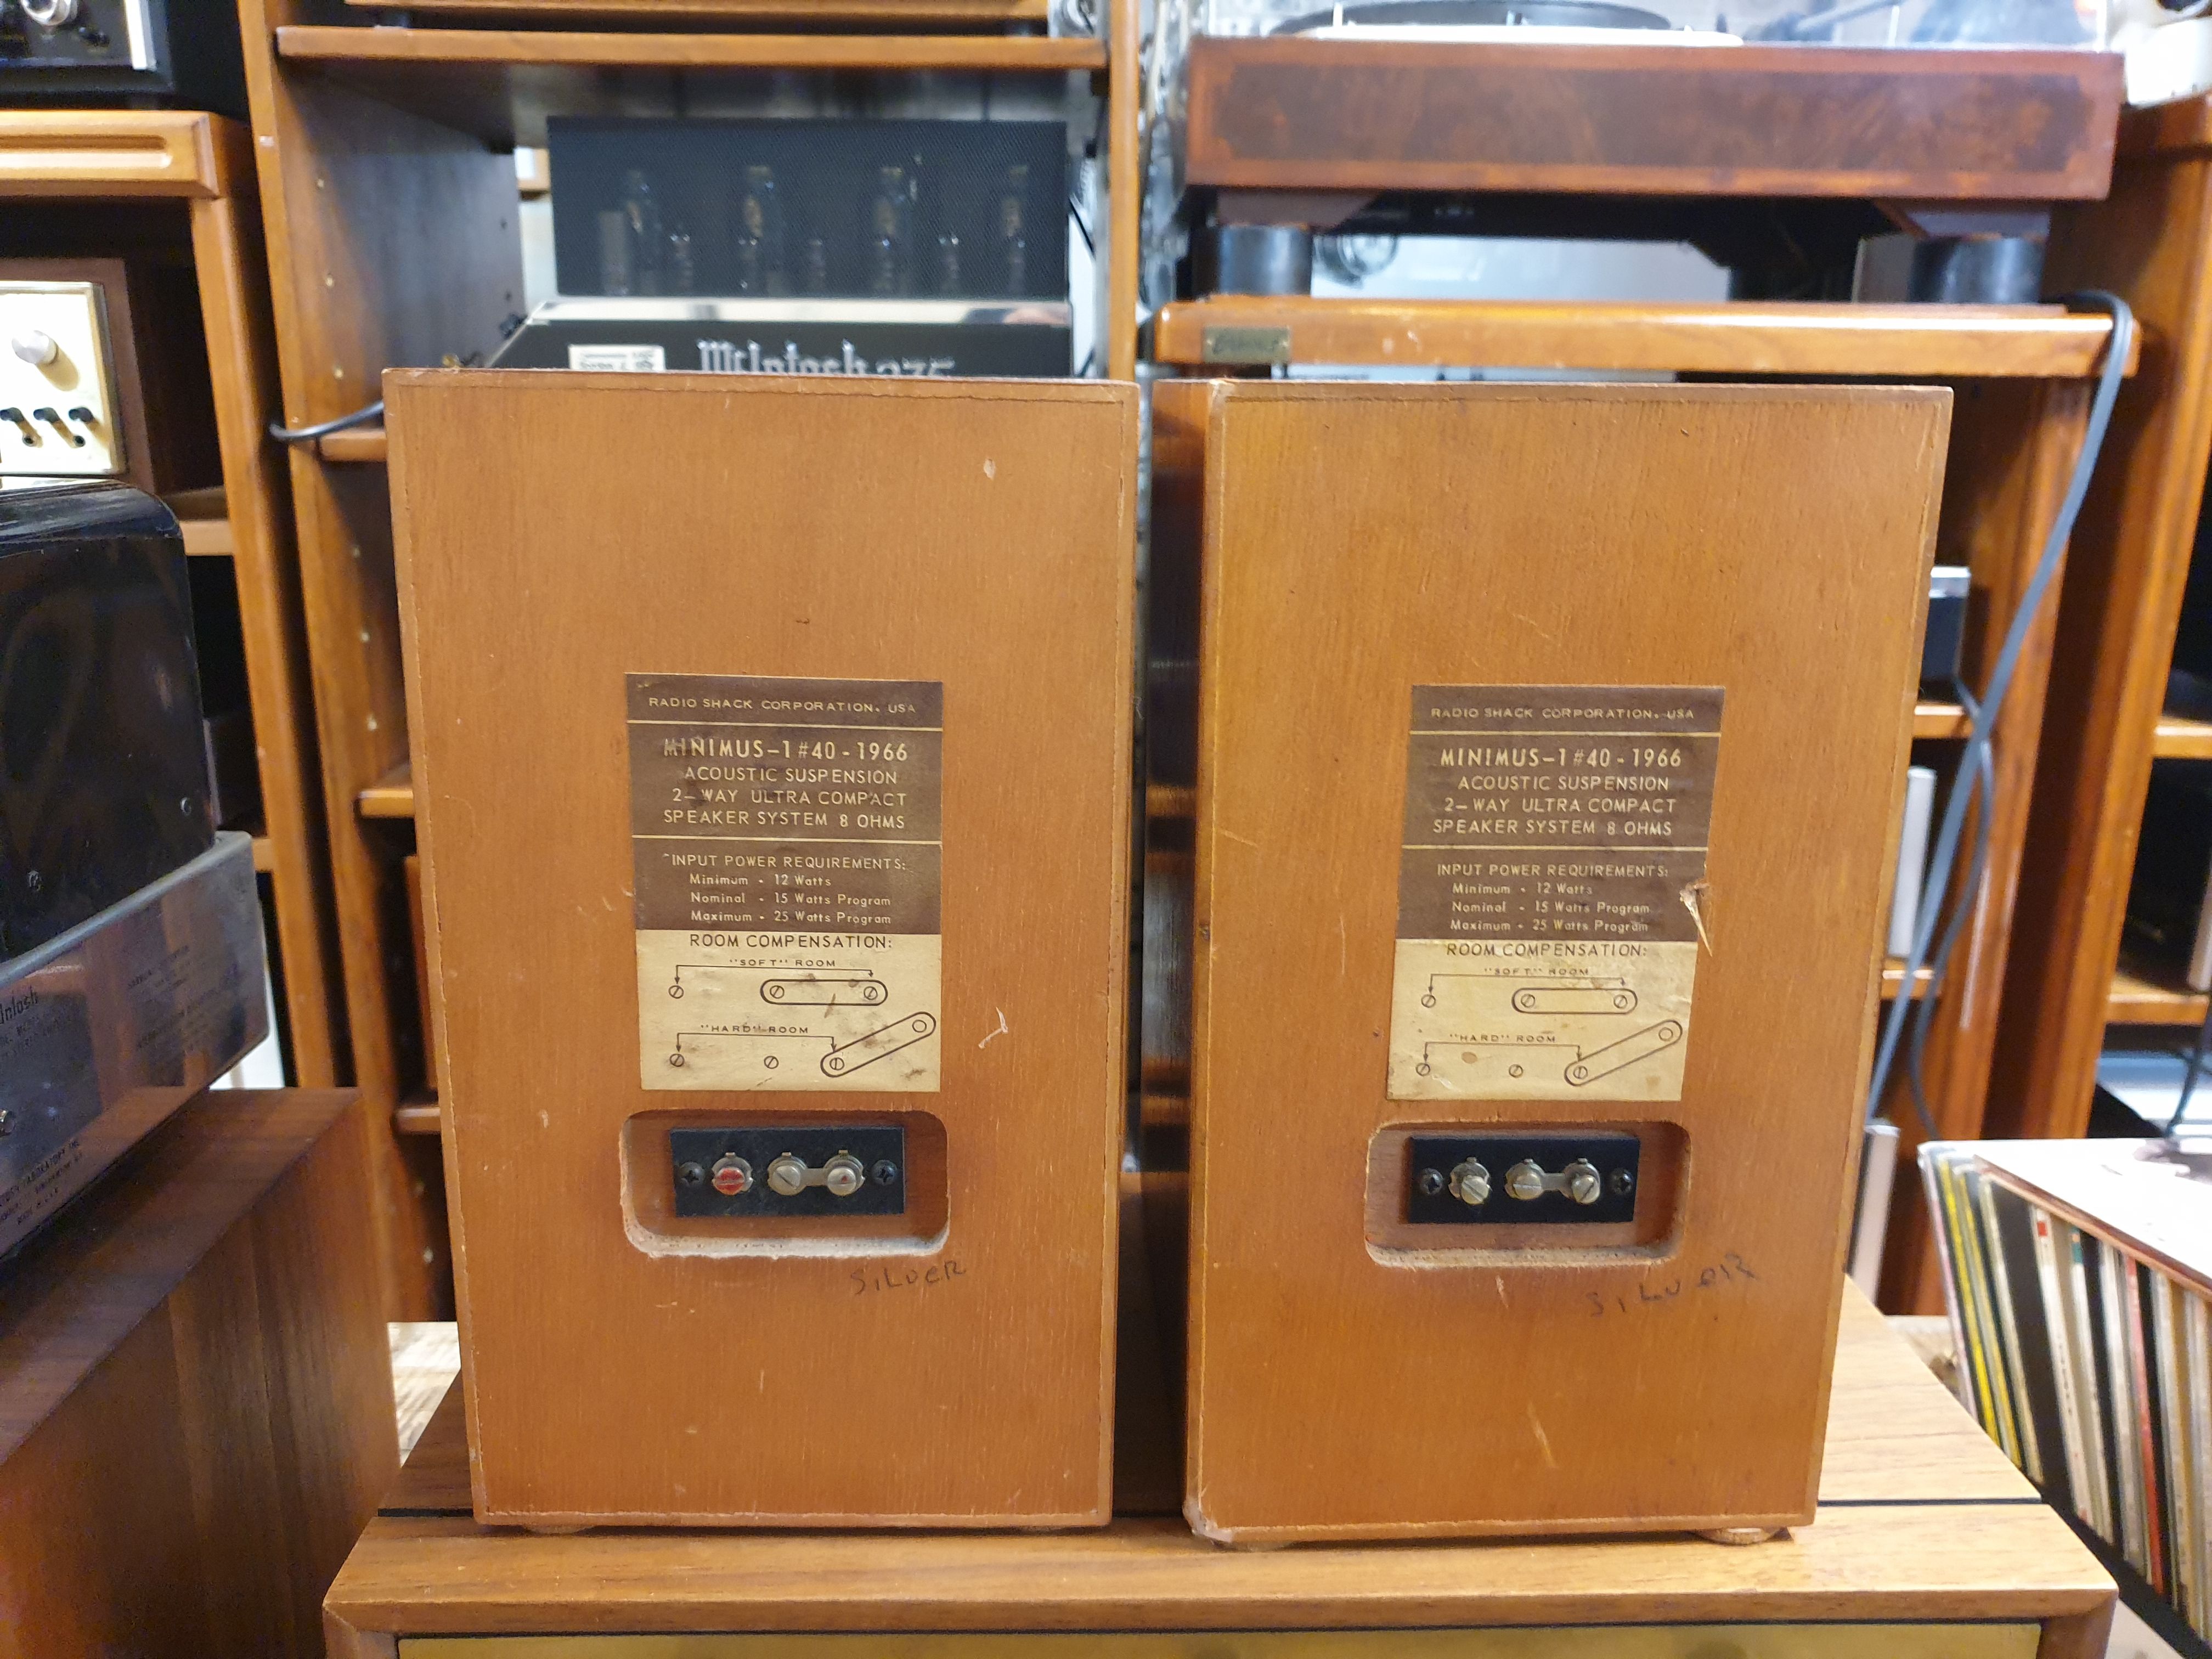 McIntosh 275
RADIO SHACK CORPORATION, USA
MINIMUS-1 #40-1966
ACOUSTIC SUSPENSION
2-WAY ULTRA COMPACT
SPEAKER SYSTEM 8 OHMS
INPUT POWER REQUIREMENTS:
Minimum - 12 Watts
Nominal - 15 Watts Program
Maximum - 25 Watts Program
ROOM COMPENSATION:
"SOFT" ROOM
"HARD" ROOM
SILVER
RADIO SHACK CORPORATION, USA
MINIMUS-1 #40-1966
ACOUSTIC SUSPENSION
2-WAY ULTRA COMPACT
SPEAKER SYSTEM 8 OHMS
INPUT POWER REQUIREMENTS:
Minimum - 12 Watts
Nominal - 15 Watts Program
Maximum - 25 Watts Program
ROOM COMPENSATION:
"SOFT" ROOM
"HARD" ROOM
SILVER